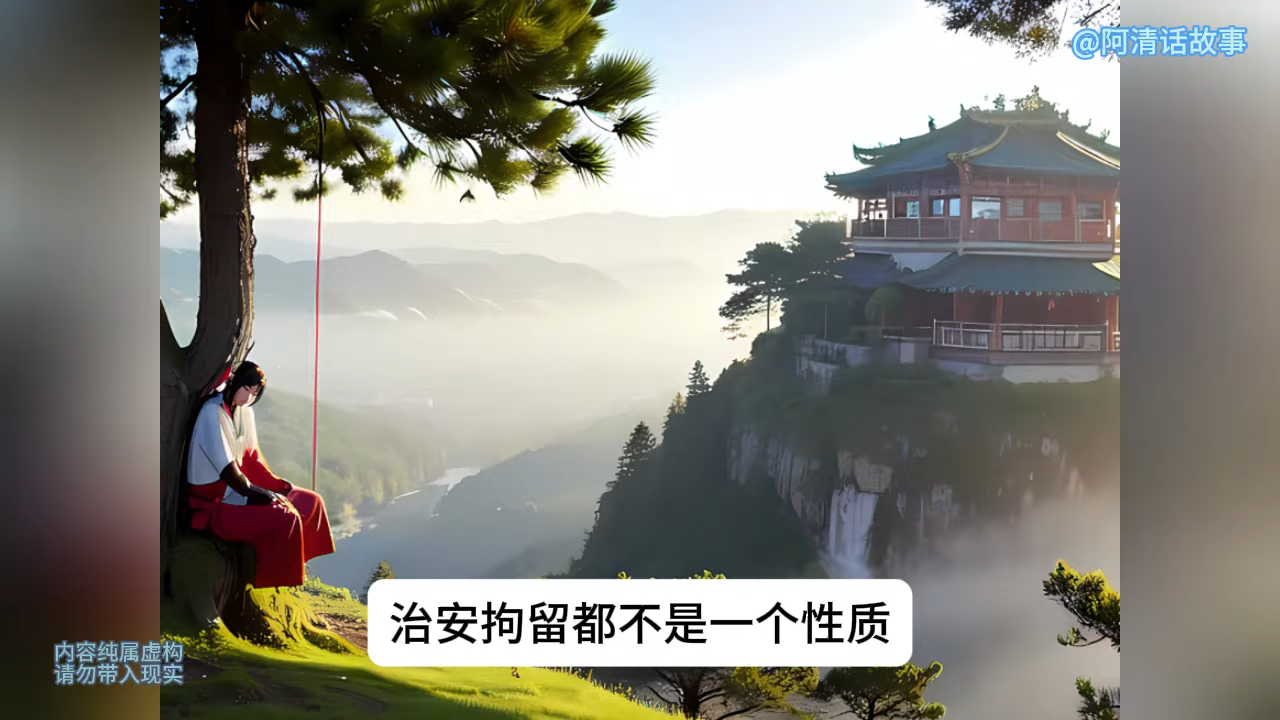 @阿清话故事
治安拘留都不是一个性质
内容纯属虚构
请勿带入现实